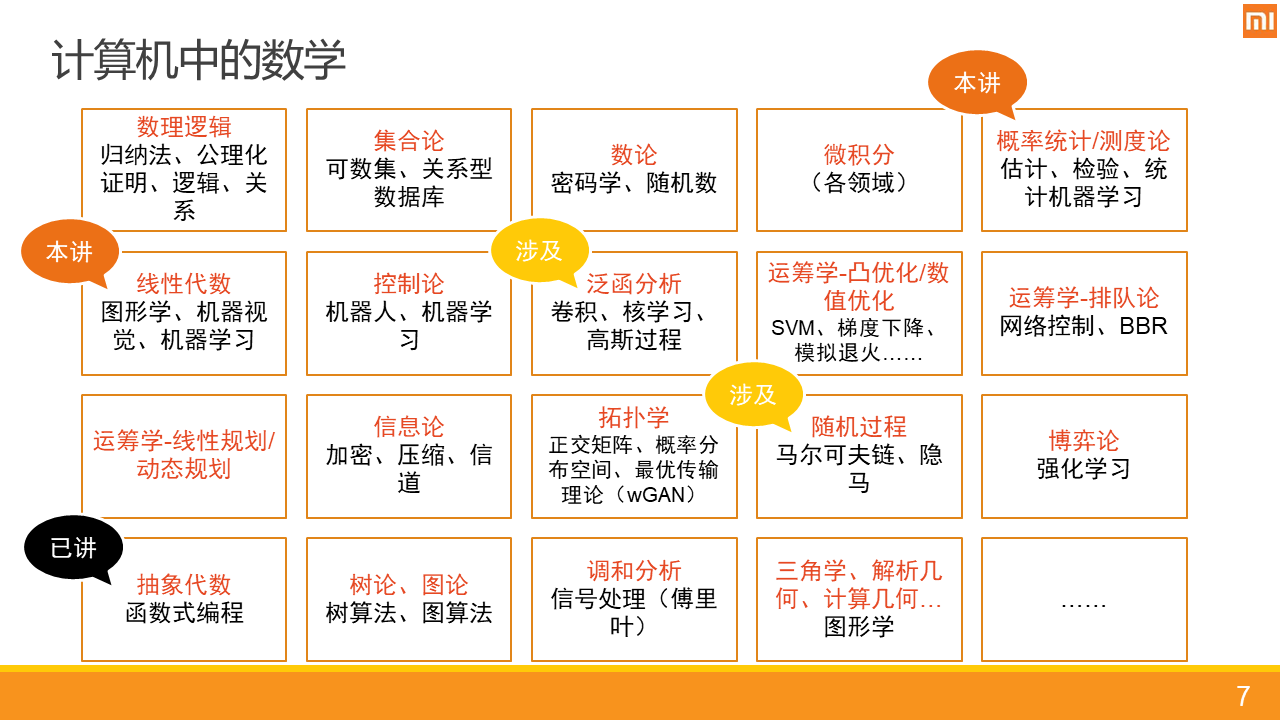 mi
计算机中的数学
本讲
数理逻辑
归纳法、公理化
证明、逻辑、关
系
集合论
可数集、关系型
数据库
数论
密码学、随机数
微积分
（各领域）
概率统计/测度论
估计、检验、统
计机器学习
本讲
线性代数
图形学、机器视
觉、机器学习
控制论
机器人、机器学
习
涉及
泛函分析
卷积、核学习、
高斯过程
运筹学-凸优化/数
值优化
SVM、梯度下降、
模拟退火……
运筹学-排队论
网络控制、BBR
运筹学-线性规划/
动态规划
信息论
加密、压缩、信
道
拓扑学
正交矩阵、概率分
布空间、最优传输
理论（wGAN）
涉及
随机过程
马尔可夫链、隐
马
博弈论
强化学习
已讲
抽象代数
函数式编程
树论、图论
树算法、图算法
调和分析
信号处理（傅里
叶）
三角学、解析几
何、计算几何…
图形学
……
7